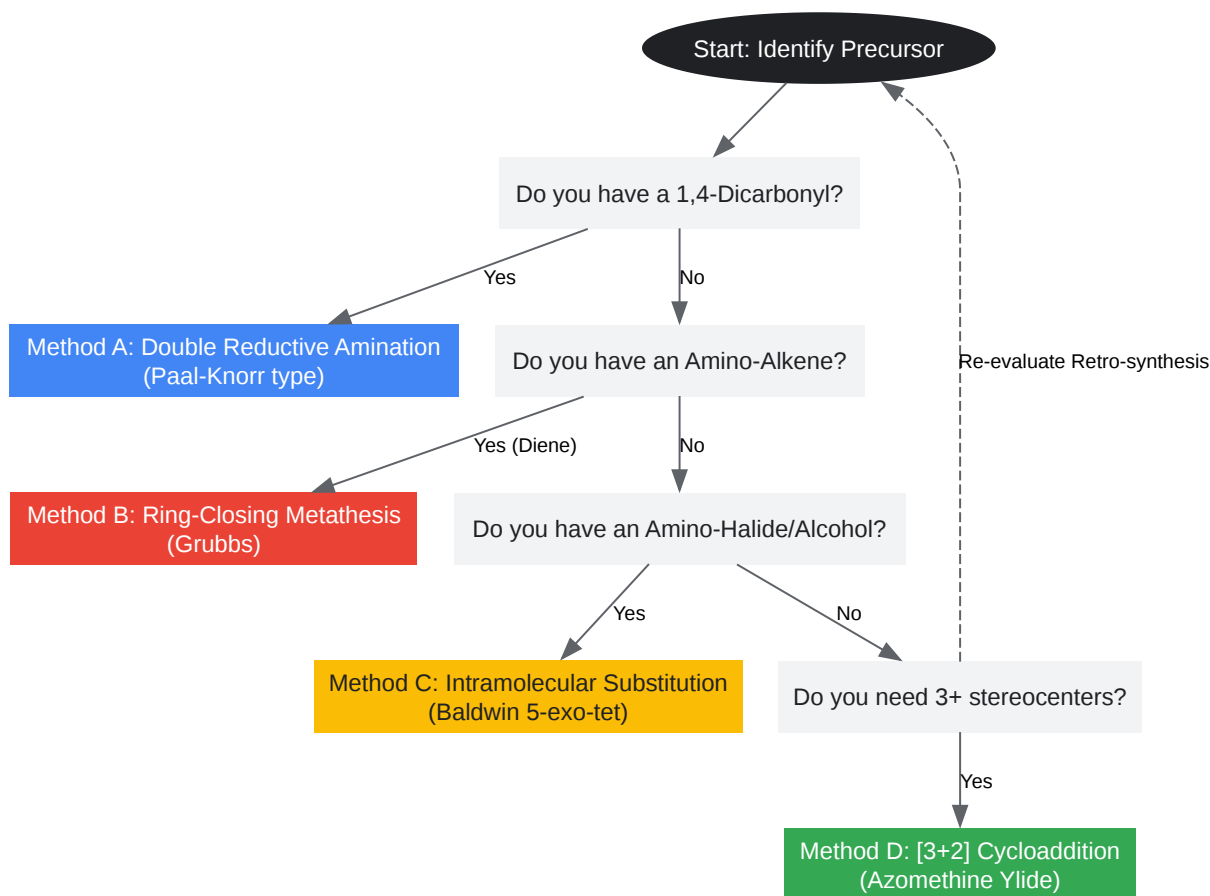 Start: Identify Precursor
Do you have a 1,4-Dicarbonyl?
Yes
No
Method A: Double Reductive Amination
(Paal-Knorr type)
Do you have an Amino-Alkene?
Re-evaluate Retro-synthesis
Yes (Diene)
No
Method B: Ring-Closing Metathesis
(Grubbs)
Do you have an Amino-Halide/Alcohol?
Yes
No
Method C: Intramolecular Substitution
(Baldwin 5-exo-tet)
Do you need 3+ stereocenters?
Yes
Method D: [3+2] Cycloaddition
(Azomethine Ylide)